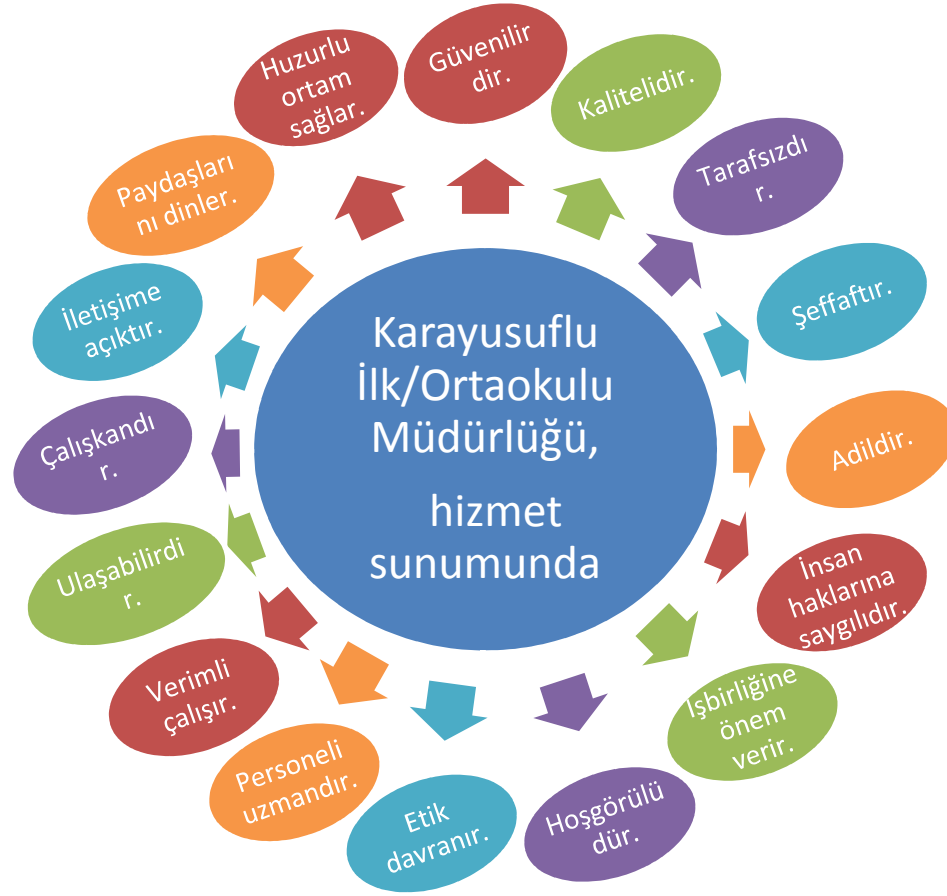 Karayusuflu
İlk/Ortaokulu
Müdürlüğü,
hizmet
sunumunda
Güvenilir
dir.
Kalitelidir.
Tarafsızdı
r.
Şeffaftır.
Adildir.
İnsan
haklarına
saygılıdır.
İşbirliğine
önem
verir.
Hoşgörülü
dür.
Etik
davranır.
Personeli
uzmandır.
Verimli
çalışır.
Ulaşabilirdi
r.
Çalışkandı
r.
İletişime
açıktır.
Paydaşları
nı dinler.
Huzurlu
ortam
sağlar.